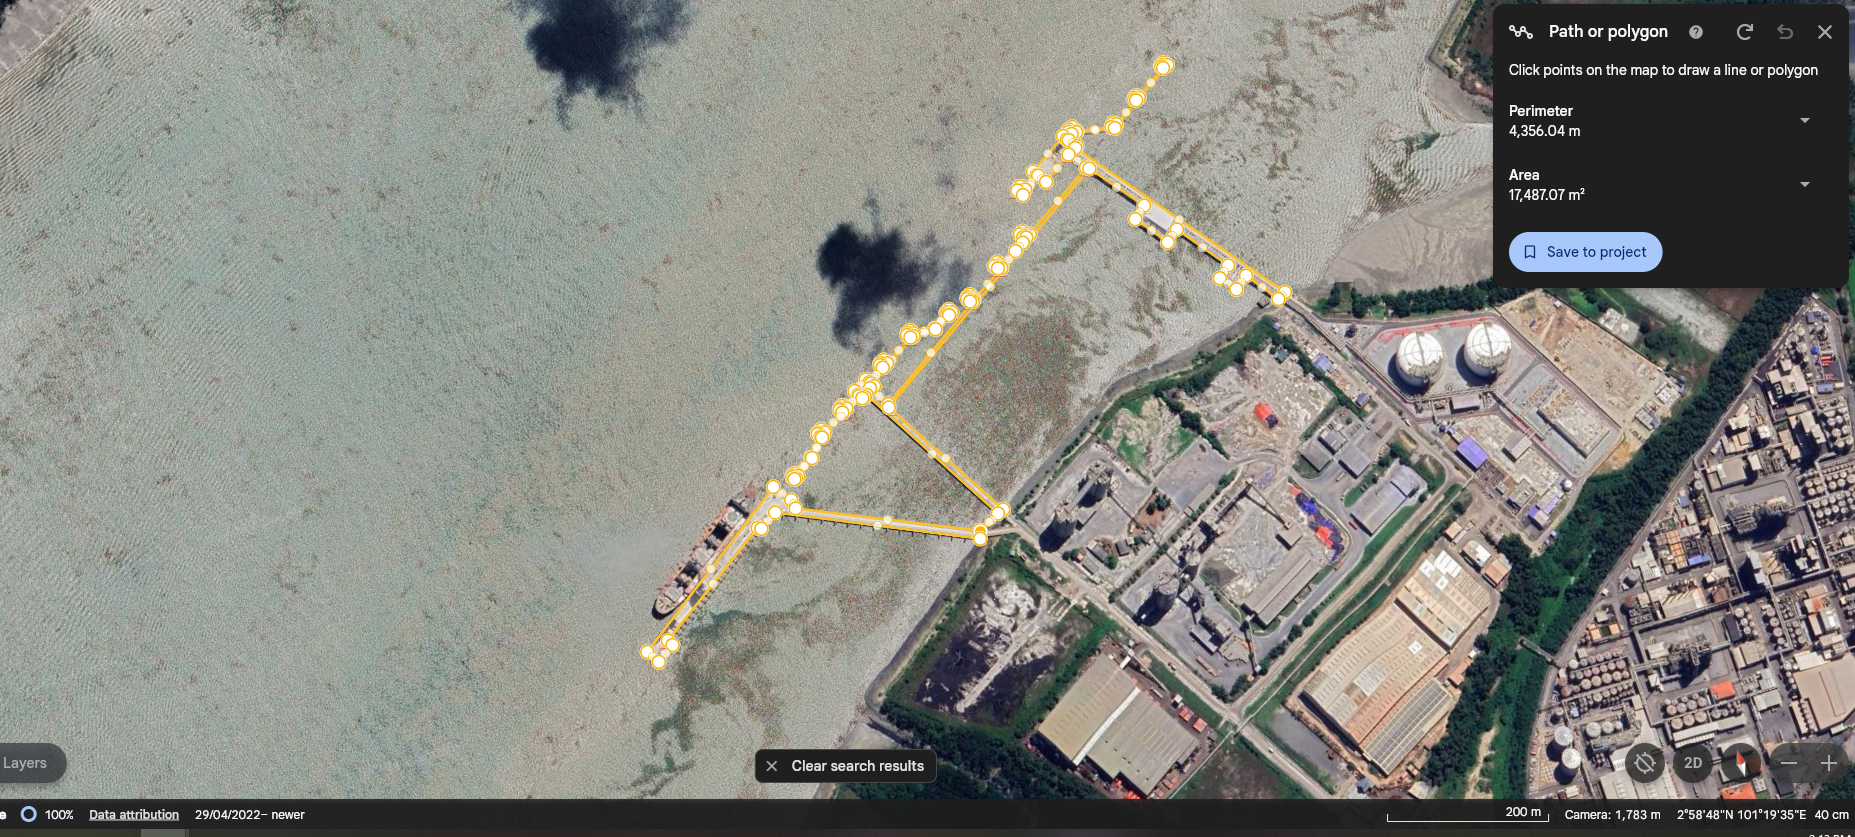 Path or polygon
Click points on the map to draw a line or polygon
Perimeter
4,356.04 m
Area
17,487.07 m²
Save to project
Layers
Clear search results
2D
100% Data attribution 29/04/2022– newer
200 m Camera: 1,783 m 2°58'48"N 101°19'35"E 40 cm